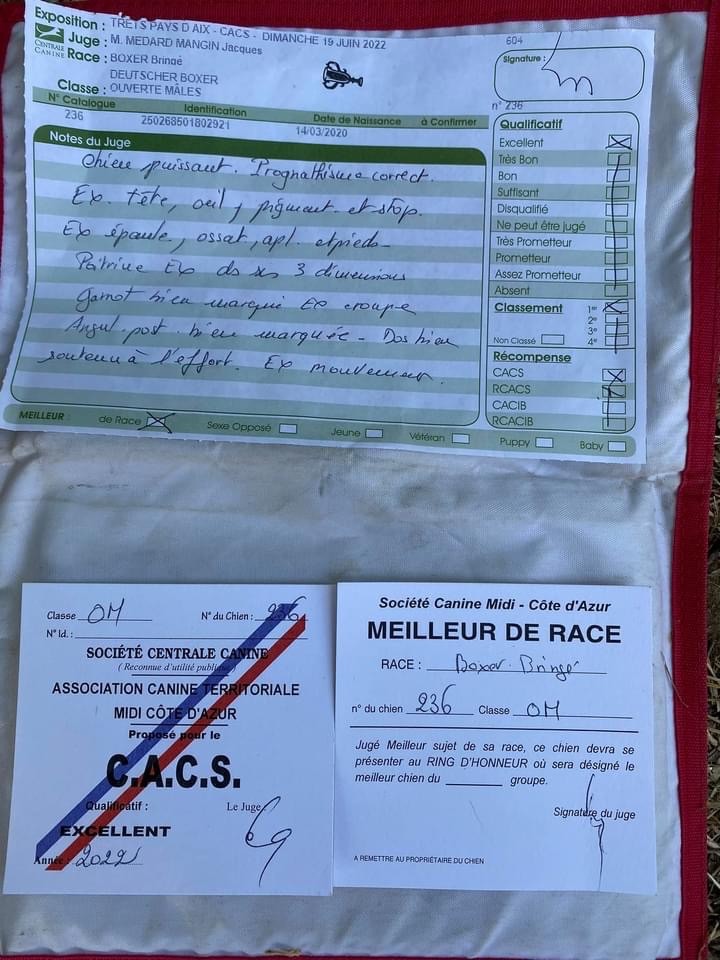 Exposition : TRETS PAYS D AIX - CACS - DIMANCHE 19 JUIN 2022
CENTRALE CANINE
Juge : M. MEDARD MANGIN Jacques
Race : BOXER Bringé
DEUTSCHER BOXER
Classe : OUVERTE MÂLES
604
Signature :
N° Catalogue Identification Date de Naissance à Confirmer
236 250268501802921 14/03/2020
n° 236
Notes du Juge
Chien puissant. Prognathisme correct.
Ex. tête, oeil, pigment et stop.
Ex épaule, ossat, apl. et pieds
Poitrine Ex ds ses 3 dimensions
Garrot bien marqué Ex croupe
Angul. post. bien marquée - Dos bien
soutenu à l'effort. Ex mouvement.
Qualificatif
Excellent
Très Bon
Bon
Suffisant
Disqualifié
Ne peut être jugé
Très Prometteur
Prometteur
Assez Prometteur
Absent
Classement 1er
2e
3e
Non Classé 4e
Récompense
CACS
RCACS
CACIB
RCACIB
MEILLEUR : de Race Sexe Opposé Jeune Vétéran Puppy Baby
Classe OM N° du Chien : 236
N° Id. :
SOCIÉTÉ CENTRALE CANINE
( Reconnue d'utilité publique )
ASSOCIATION CANINE TERRITORIALE
MIDI CÔTE D'AZUR
Proposé pour le
C.A.C.S.
Qualificatif : Le Juge
EXCELLENT
Année : 2022
Société Canine Midi - Côte d'Azur
MEILLEUR DE RACE
RACE : Boxer Bringé
n° du chien 236 Classe OM
Jugé Meilleur sujet de sa race, ce chien devra se
présenter au RING D'HONNEUR où sera désigné le
meilleur chien du groupe.
Signature du juge
A REMETTRE AU PROPRIÉTAIRE DU CHIEN